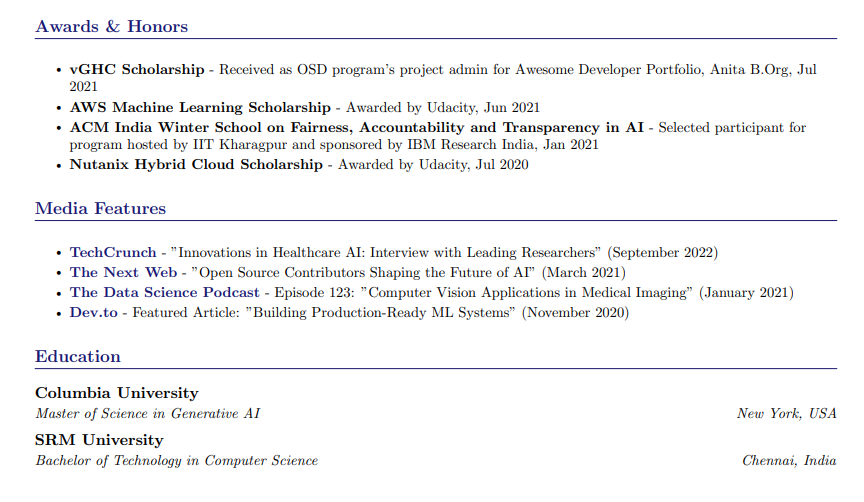 Awards & Honors
• vGHC Scholarship - Received as OSD program's project admin for Awesome Developer Portfolio, Anita B.Org, Jul
2021
• AWS Machine Learning Scholarship - Awarded by Udacity, Jun 2021
• ACM India Winter School on Fairness, Accountability and Transparency in AI - Selected participant for
program hosted by IIT Kharagpur and sponsored by IBM Research India, Jan 2021
• Nutanix Hybrid Cloud Scholarship - Awarded by Udacity, Jul 2020
Media Features
• TechCrunch - ”Innovations in Healthcare AI: Interview with Leading Researchers” (September 2022)
• The Next Web - ”Open Source Contributors Shaping the Future of AI” (March 2021)
• The Data Science Podcast - Episode 123: ”Computer Vision Applications in Medical Imaging” (January 2021)
• Dev.to - Featured Article: ”Building Production-Ready ML Systems” (November 2020)
Education
Columbia University
Master of Science in Generative AI New York, USA
SRM University
Bachelor of Technology in Computer Science Chennai, India